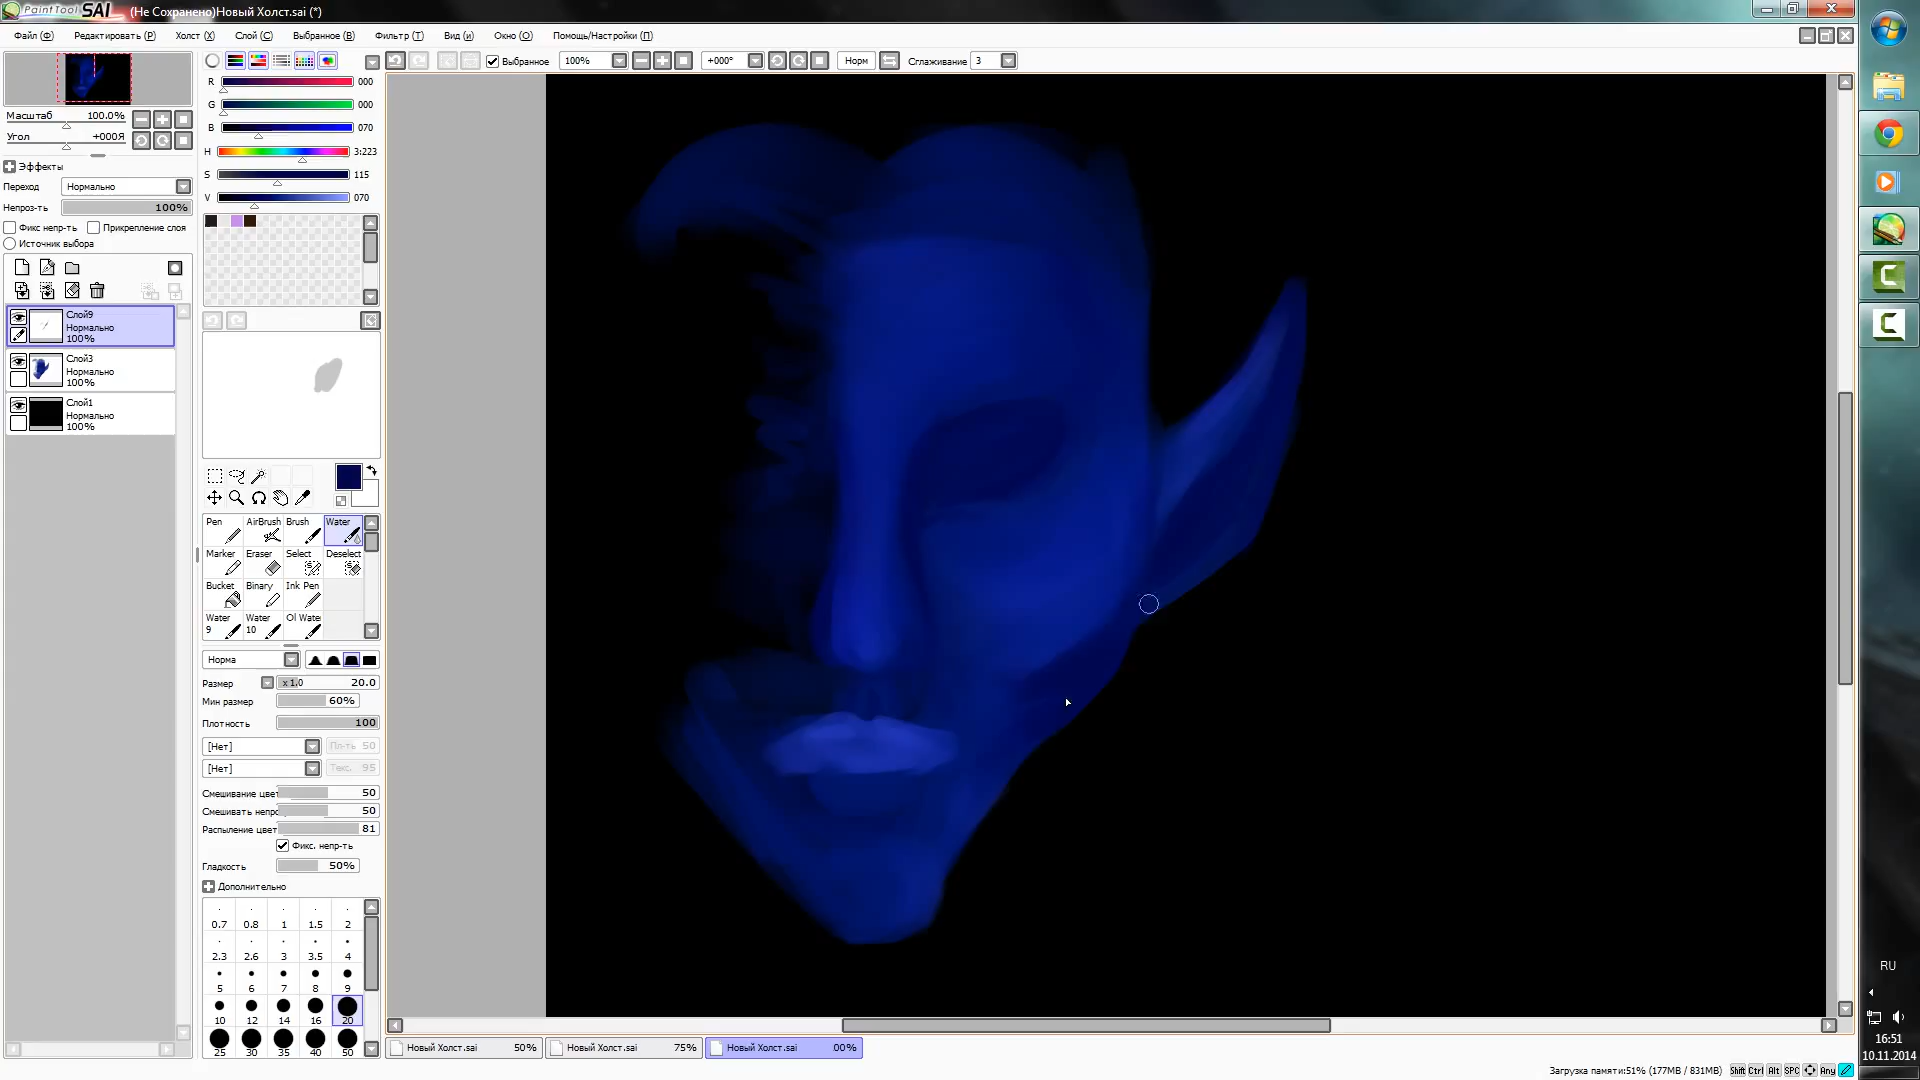 PaintTool SAI (Не Сохранено)Новый Холст.sai (*)
Файл (Ф) Редактировать (Р) Холст (Х) Слой (С) Выбранное (В) Фильтр (Т) Вид (и) Окно (О) Помощь/Настройки (П)
Выбранное 100% +000° Норм Сглаживание 3
Масштаб 100.0%
Угол +000Я
Эффекты
Переход Нормально
Непроз-ть 100%
Фикс непр-ть Прикрепление слоя
Источник выбора
Слой9
Нормально
100%
Слой3
Нормально
100%
Слой1
Нормально
100%
R 000
G 000
B 070
H 3:223
S 115
V 070
Pen AirBrush Brush Water
Marker Eraser Select Deselect
Bucket Binary Ink Pen
Water 9 Water 10 Ol Wate
Норма
Размер x 1.0 20.0
Мин размер 60%
Плотность 100
[Нет] Пл-ть 50
[Нет] Текс. 95
Смешивание цвет 50
Смешивать непро 50
Распыление цвет 81
Фикс. непр-ть
Гладкость 50%
Дополнительно
0.7 0.8 1 1.5 2
2.3 2.6 3 3.5 4
5 6 7 8 9
10 12 14 16 20
25 30 35 40 50
Новый Холст.sai 50% Новый Холст.sai 75% Новый Холст.sai 00%
Загрузка памяти:51% (177MB / 831MB) Shift Ctrl Alt SPC Any
RU
16:51
10.11.2014